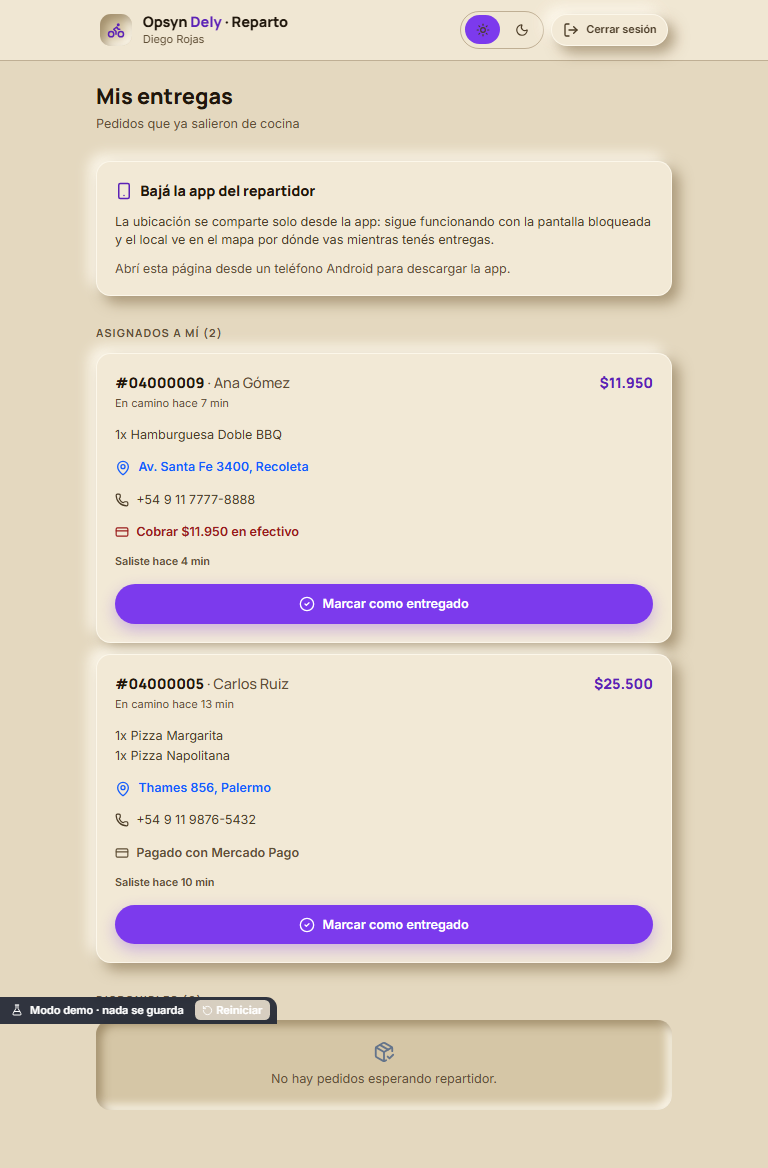 Opsyn Dely · Reparto
Diego Rojas
Cerrar sesión
Mis entregas
Pedidos que ya salieron de cocina
Bajá la app del repartidor
La ubicación se comparte solo desde la app: sigue funcionando con la pantalla bloqueada
y el local ve en el mapa por dónde vas mientras tenés entregas.
Abrí esta página desde un teléfono Android para descargar la app.
ASIGNADOS A MÍ (2)
#04000009 · Ana Gómez
$11.950
En camino hace 7 min
1x Hamburguesa Doble BBQ
Av. Santa Fe 3400, Recoleta
+54 9 11 7777-8888
Cobrar $11.950 en efectivo
Saliste hace 4 min
Marcar como entregado
#04000005 · Carlos Ruiz
$25.500
En camino hace 13 min
1x Pizza Margarita
1x Pizza Napolitana
Thames 856, Palermo
+54 9 11 9876-5432
Pagado con Mercado Pago
Saliste hace 10 min
Marcar como entregado
Modo demo · nada se guarda
Reiniciar
No hay pedidos esperando repartidor.